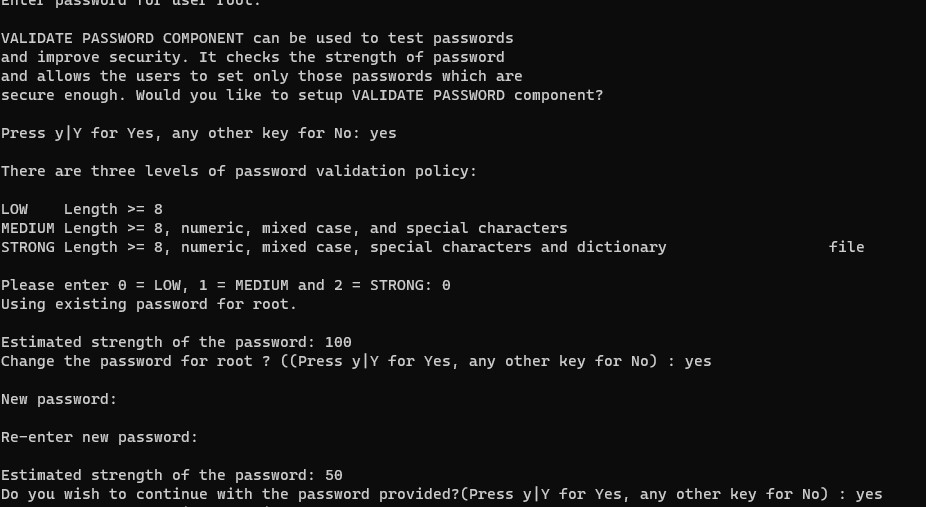 Enter password for user root:
VALIDATE PASSWORD COMPONENT can be used to test passwords
and improve security. It checks the strength of password
and allows the users to set only those passwords which are
secure enough. Would you like to setup VALIDATE PASSWORD component?
Press y|Y for Yes, any other key for No: yes
There are three levels of password validation policy:
LOW    Length >= 8
MEDIUM Length >= 8, numeric, mixed case, and special characters
STRONG Length >= 8, numeric, mixed case, special characters and dictionary                  file
Please enter 0 = LOW, 1 = MEDIUM and 2 = STRONG: 0
Using existing password for root.
Estimated strength of the password: 100
Change the password for root ? ((Press y|Y for Yes, any other key for No) : yes
New password:
Re-enter new password:
Estimated strength of the password: 50
Do you wish to continue with the password provided?(Press y|Y for Yes, any other key for No) : yes